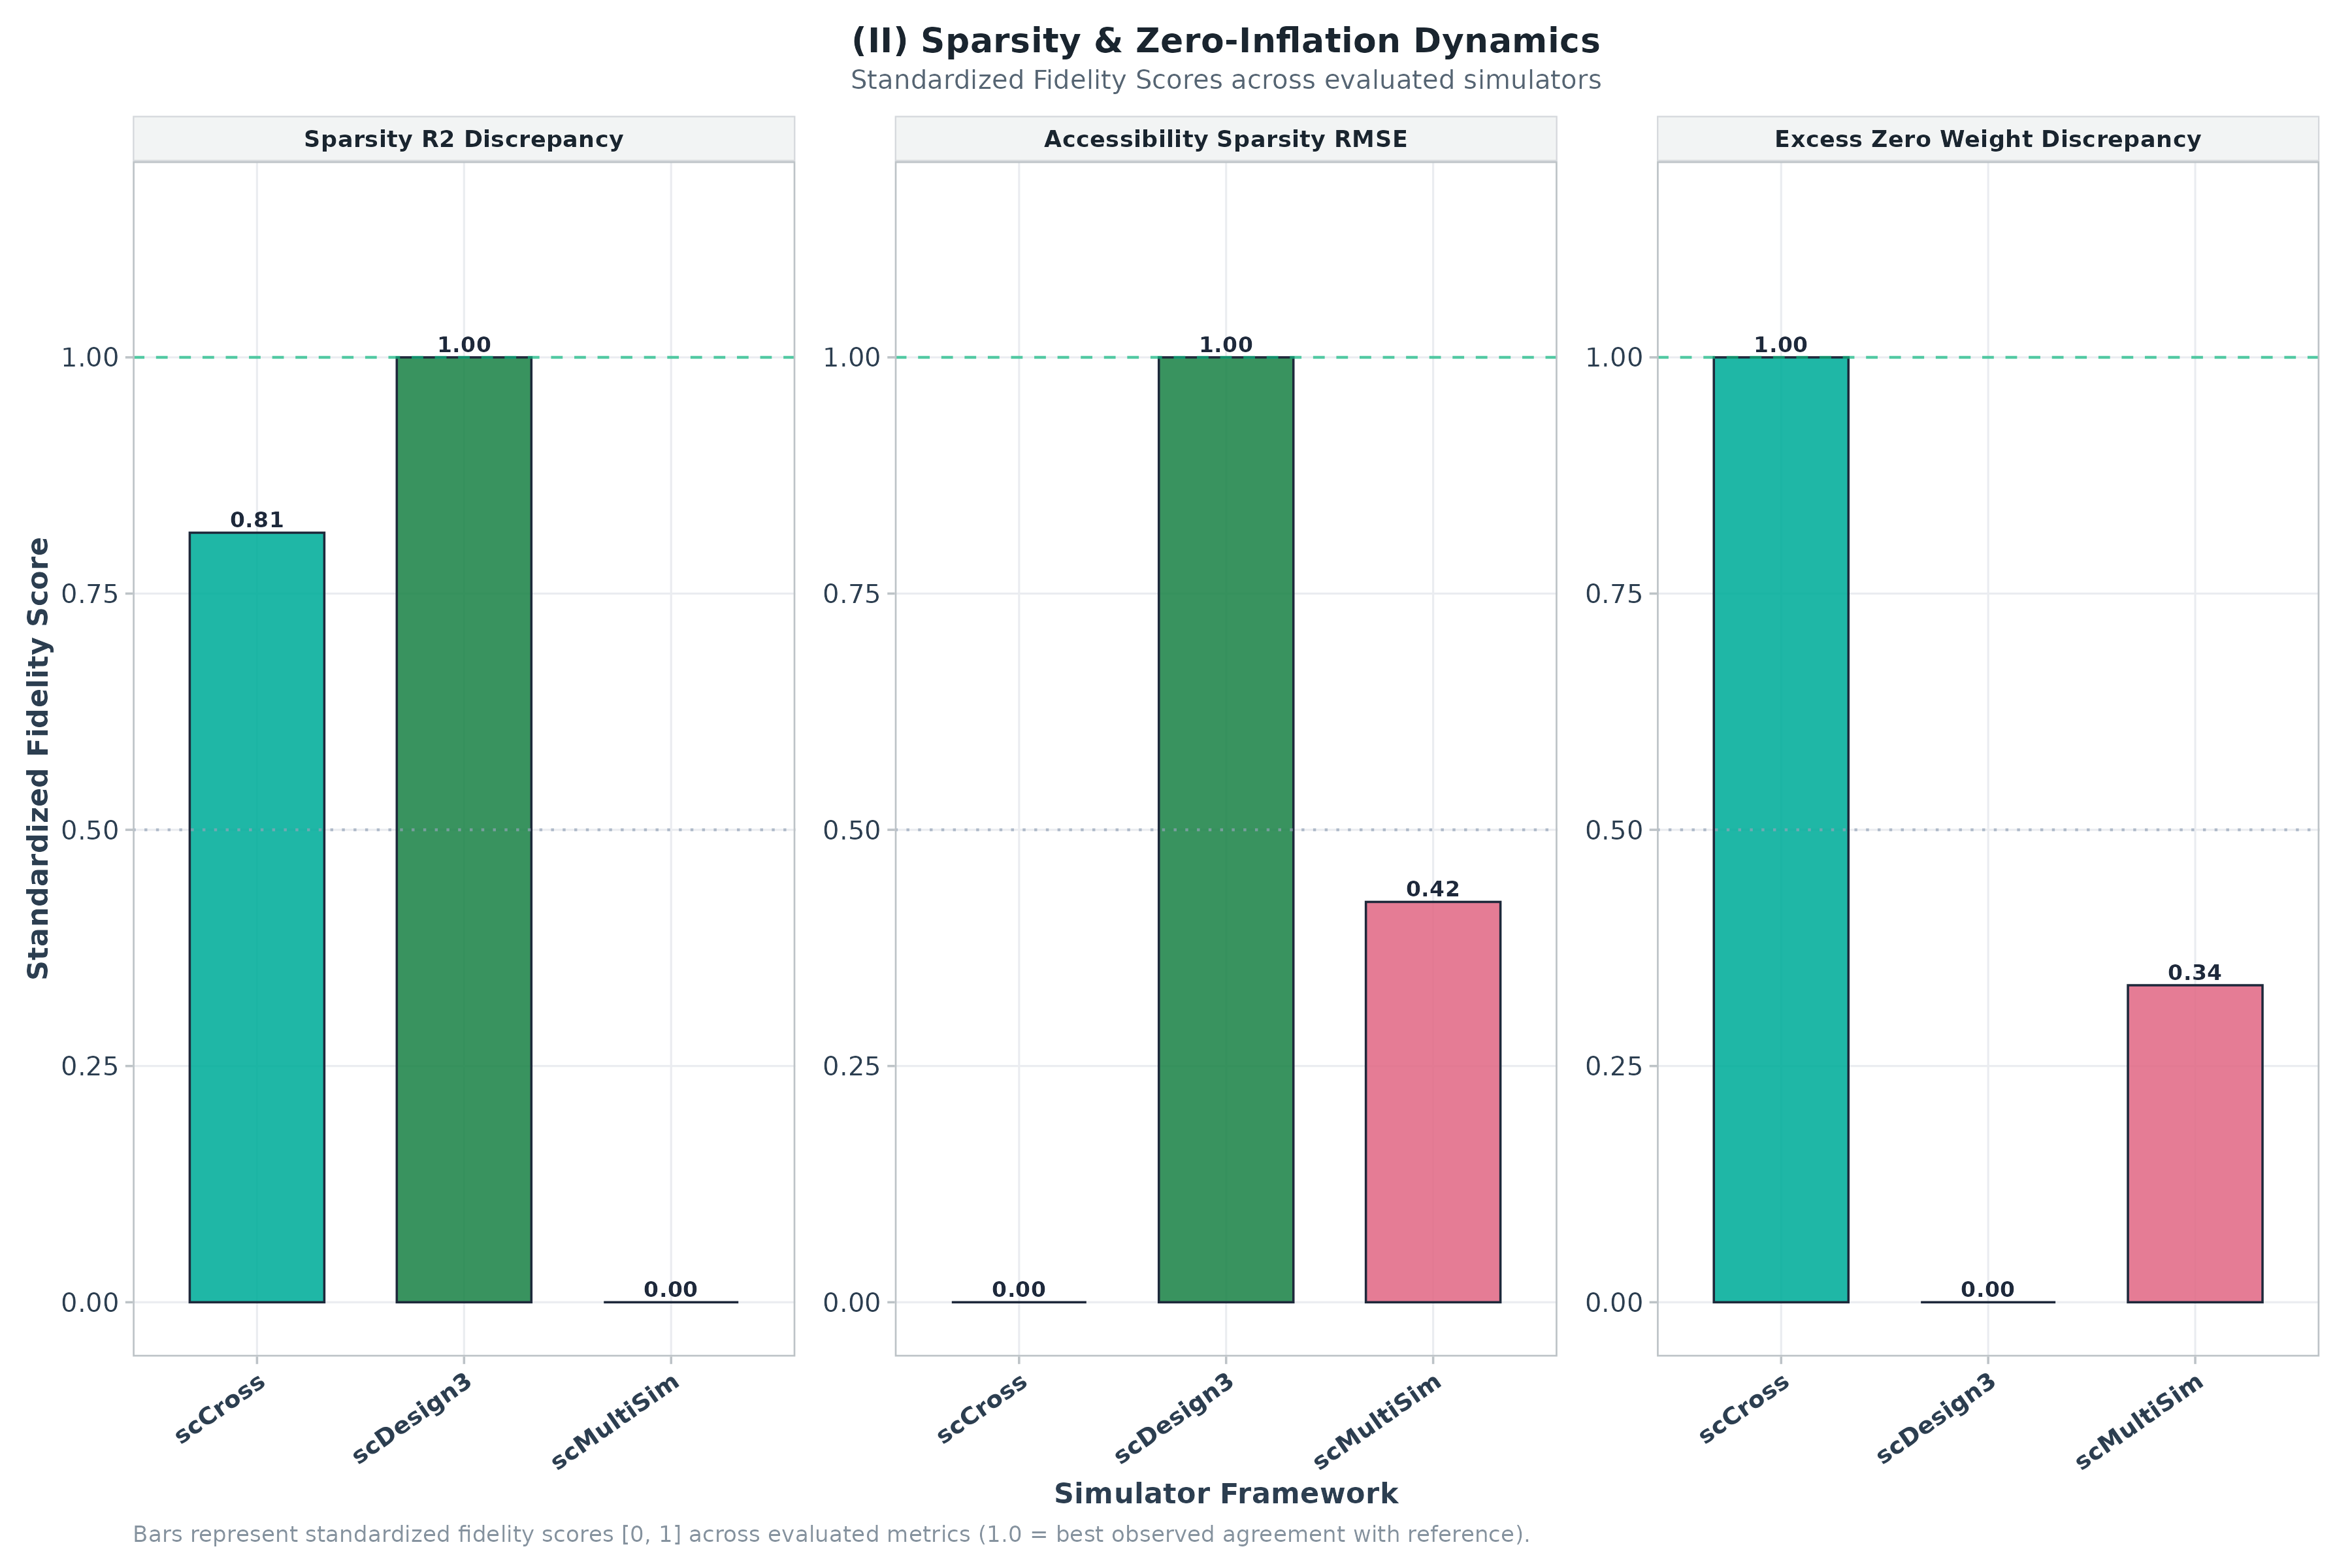 (II) Sparsity & Zero-Inflation Dynamics
Standardized Fidelity Scores across evaluated simulators
Sparsity R2 Discrepancy
Accessibility Sparsity RMSE
Excess Zero Weight Discrepancy
Standardized Fidelity Score
1.00
0.75
0.50
0.25
0.00
0.81
1.00
0.00
scCross
scDesign3
scMultiSim
1.00
0.75
0.50
0.25
0.00
0.00
1.00
0.42
scCross
scDesign3
scMultiSim
1.00
0.75
0.50
0.25
0.00
1.00
0.00
0.34
scCross
scDesign3
scMultiSim
Simulator Framework
Bars represent standardized fidelity scores [0, 1] across evaluated metrics (1.0 = best observed agreement with reference).